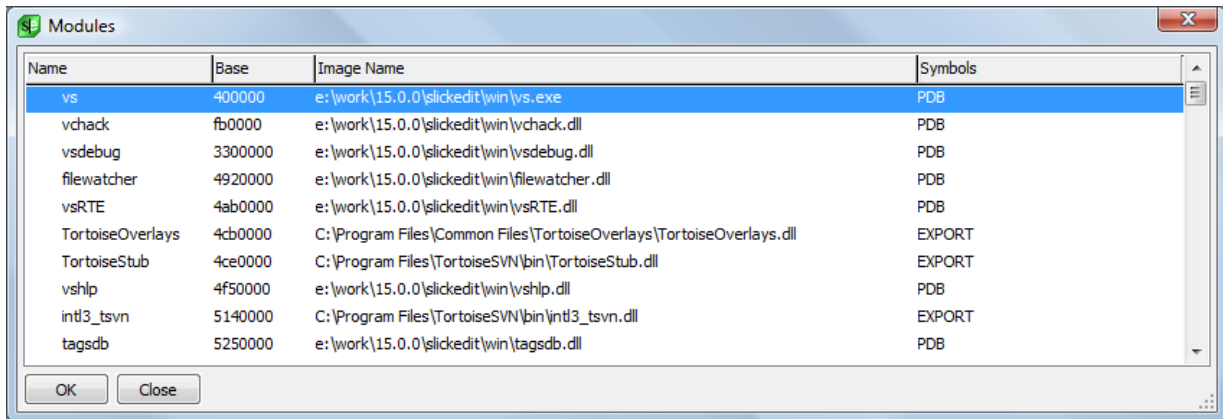 Modules
Name Base Image Name Symbols
vs 400000 e:\work\15.0.0\slickedit\win\vs.exe PDB
vchack fb0000 e:\work\15.0.0\slickedit\win\vchack.dll PDB
vsdebug 3300000 e:\work\15.0.0\slickedit\win\vsdebug.dll PDB
filewatcher 4920000 e:\work\15.0.0\slickedit\win\filewatcher.dll PDB
vsRTE 4ab0000 e:\work\15.0.0\slickedit\win\vsRTE.dll PDB
TortoiseOverlays 4cb0000 C:\Program Files\Common Files\TortoiseOverlays\TortoiseOverlays.dll EXPORT
TortoiseStub 4ce0000 C:\Program Files\TortoiseSVN\bin\TortoiseStub.dll EXPORT
vshlp 4f50000 e:\work\15.0.0\slickedit\win\vshlp.dll PDB
intl3_tsvn 5140000 C:\Program Files\TortoiseSVN\bin\intl3_tsvn.dll EXPORT
tagsdb 5250000 e:\work\15.0.0\slickedit\win\tagsdb.dll PDB
OK Close